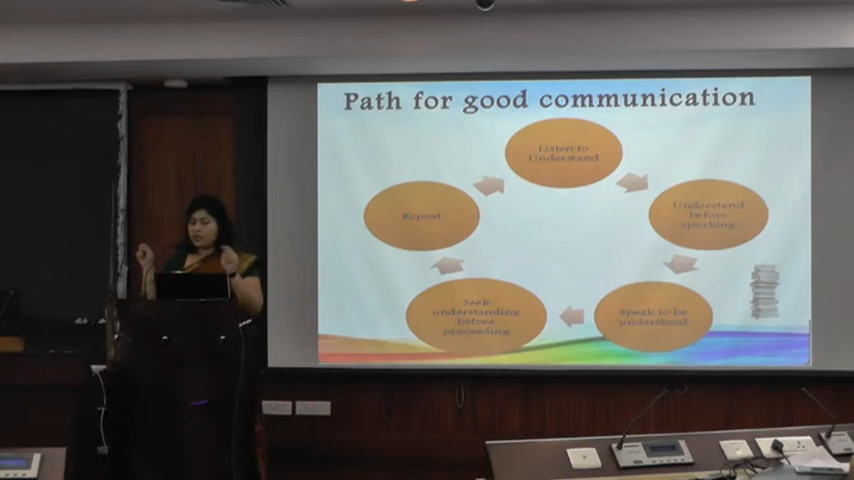 Path for good communication
Listen to
Understand
Understand
before
speaking
Speak to be
understood
Seek
understanding
before
proceeding
Repeat